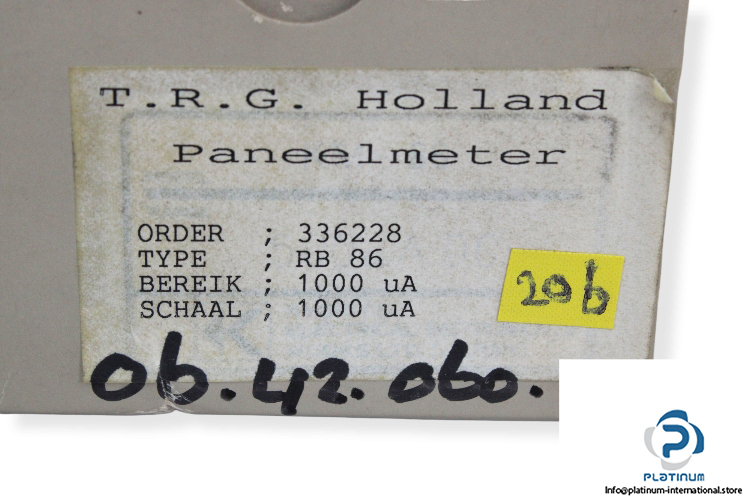 T.R.G. Holland
Paneelmeter
ORDER ; 336228
TYPE ; RB 86
BEREIK ; 1000 uA
SCHAAL ; 1000 uA
20b
06.42.060.
PLATINUM
Info@platinum-international.store